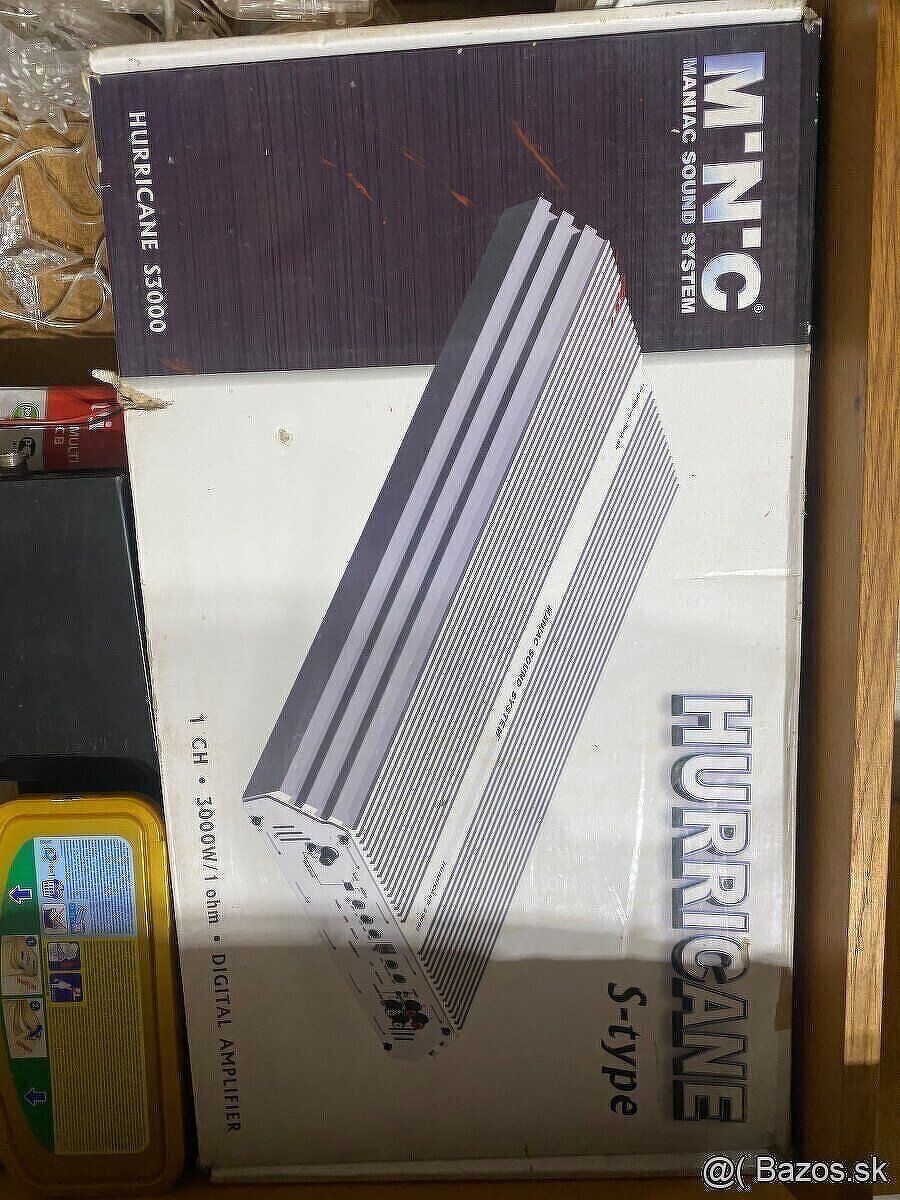 M·N·C®
MANIAC SOUND SYSTEM
HURRICANE S3000
MANIAC SOUND SYSTEM
HURRICANE
S-type
1 CH • 3000W/1 ohm • DIGITAL AMPLIFIER
MULTI
@( Bazos.sk